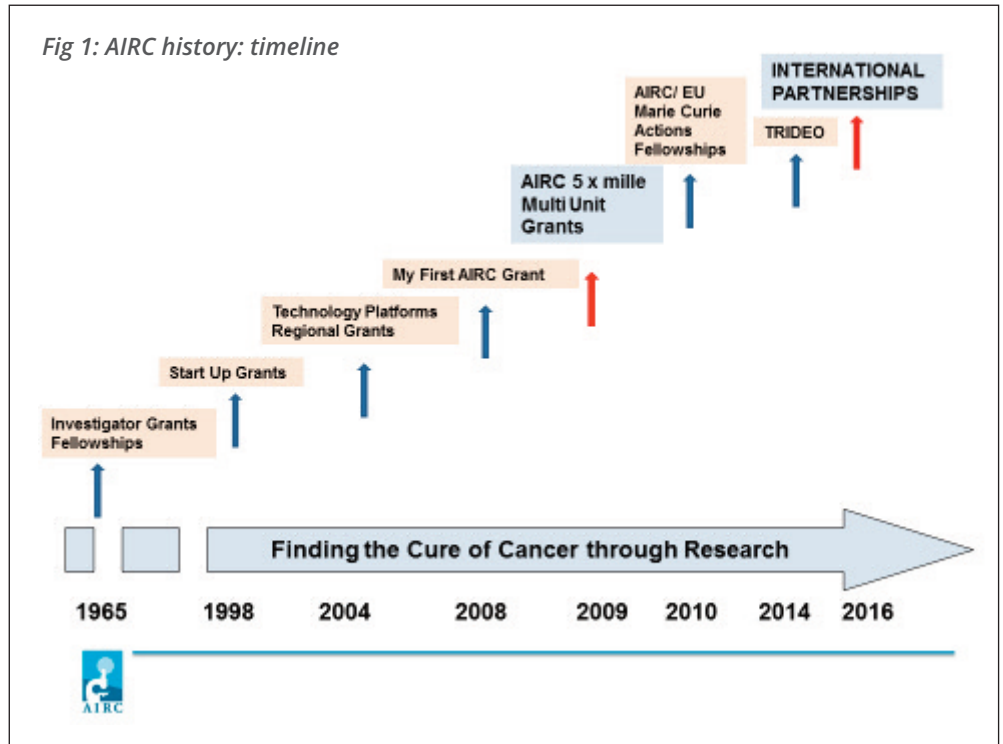 Fig 1: AIRC history: timeline
INTERNATIONAL
PARTNERSHIPS
AIRC/ EU
Marie Curie
Actions
Fellowships
TRIDEO
AIRC 5 x mille
Multi Unit
Grants
My First AIRC Grant
Technology Platforms
Regional Grants
Start Up Grants
Investigator Grants
Fellowships
Finding the Cure of Cancer through Research
1965 1998 2004 2008 2009 2010 2014 2016
AIRC